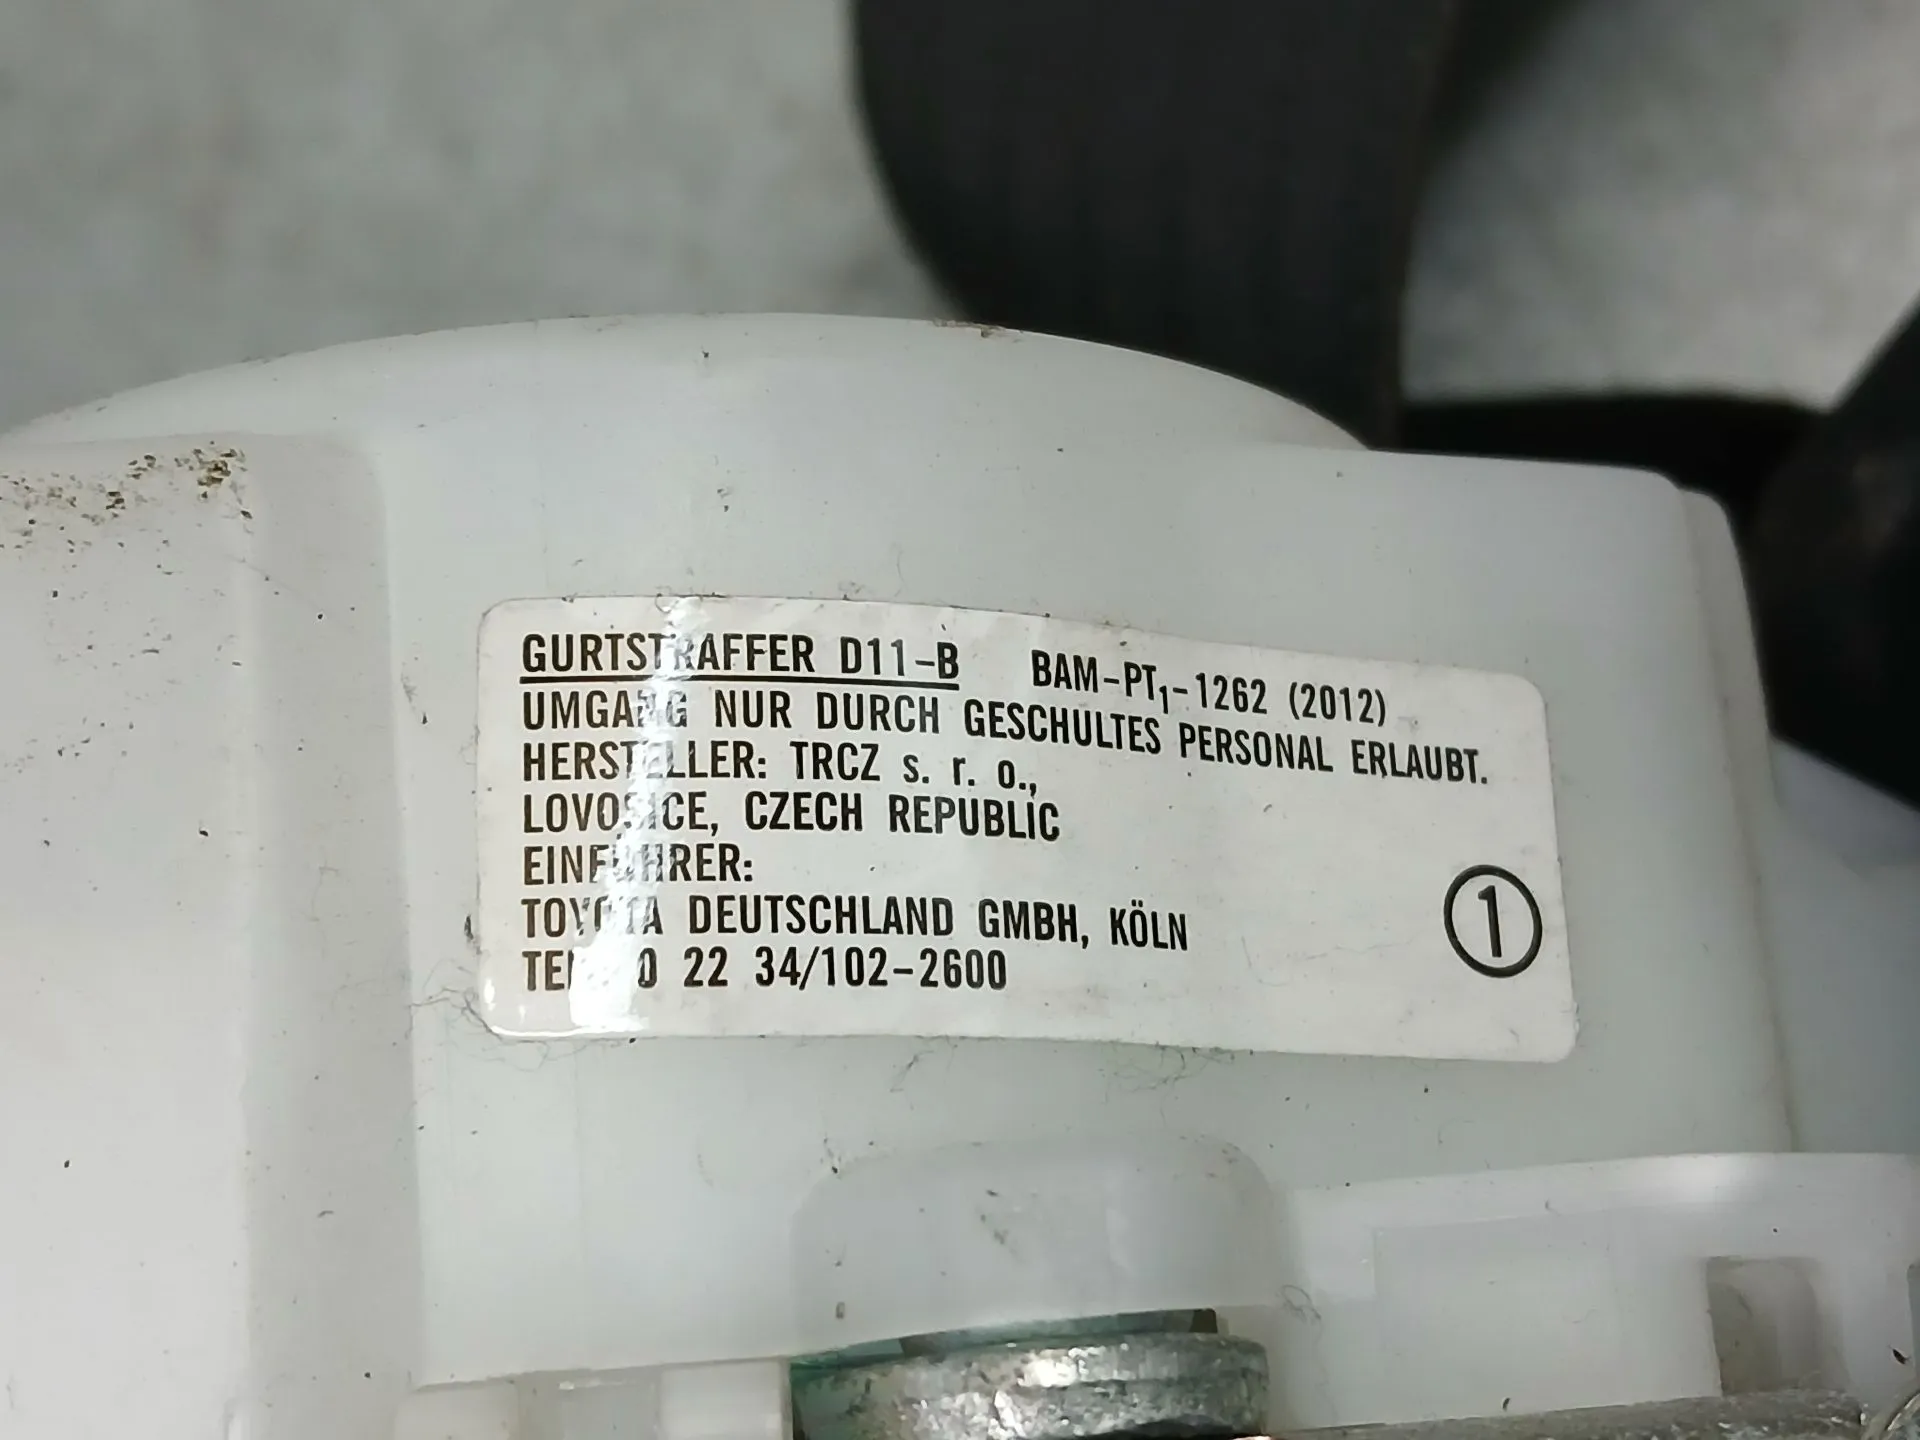 GURTSTRAFFER D11-B BAM-PT₁-1262 (2012)
UMGANG NUR DURCH GESCHULTES PERSONAL ERLAUBT.
HERSTELLER: TRCZ s. r. o.,
LOVOSICE, CZECH REPUBLIC
EINFÜHRER:
TOYOTA DEUTSCHLAND GMBH, KÖLN
0 22 34/102-2600
1